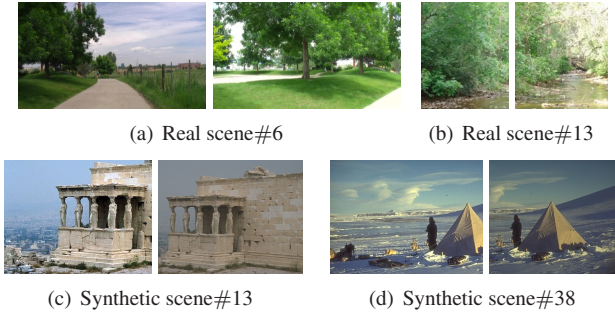 (a) Real scene#6
(b) Real scene#13
(c) Synthetic scene#13
(d) Synthetic scene#38